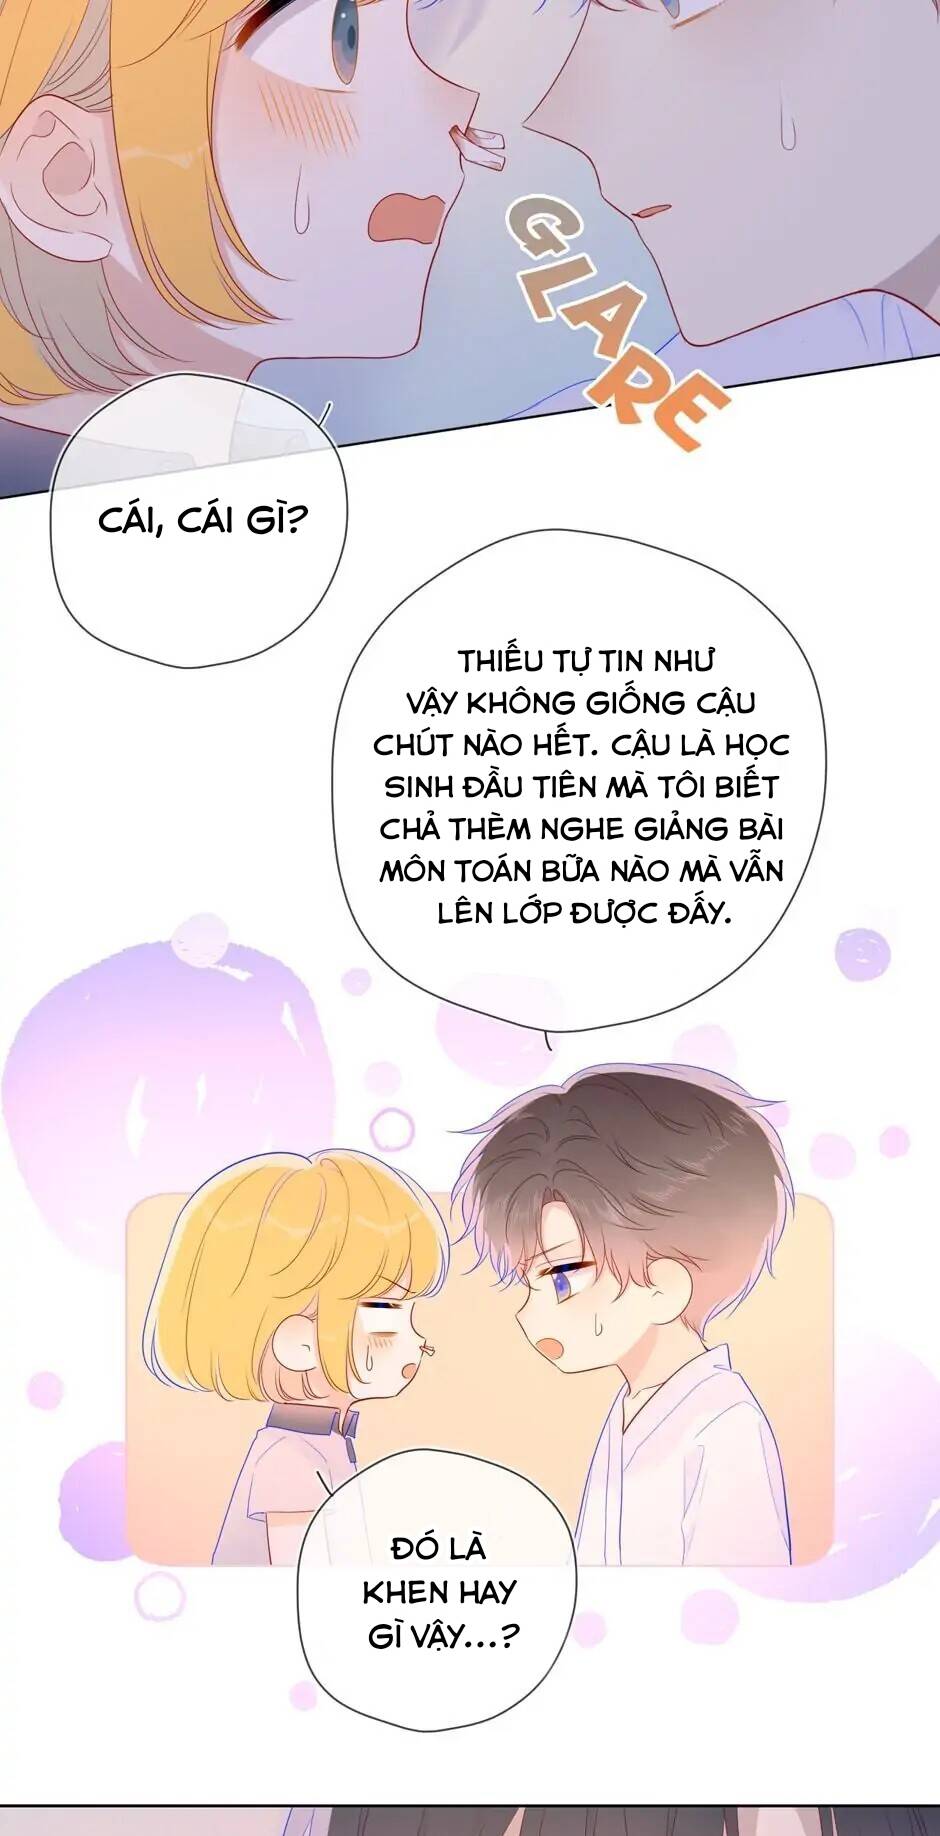 GLARE
CÁI, CÁI GÌ?
THIẾU TỰ TIN NHƯ
VẬY KHÔNG GIỐNG CẬU
CHÚT NÀO HẾT. CẬU LÀ HỌC
SINH ĐẦU TIÊN MÀ TÔI BIẾT
CHẢ THÈM NGHE GIẢNG BÀI
MÔN TOÁN BỮA NÀO MÀ VẪN
LÊN LỚP ĐƯỢC ĐẤY.
ĐÓ LÀ
KHEN HAY
GÌ VẬY...?